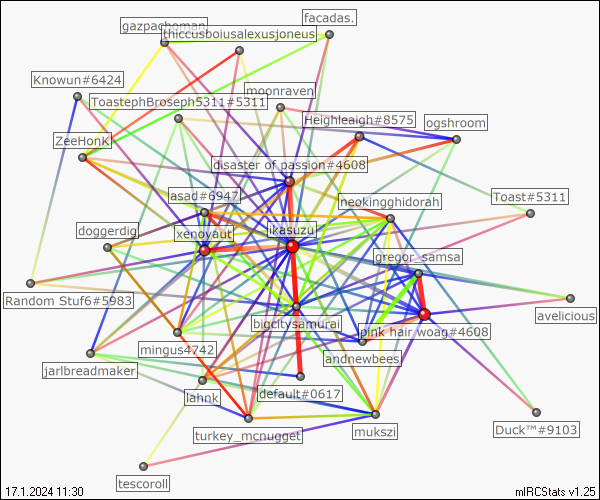 facadas.
gazpachoman
thiccusboiusalexusjoneus
Knowun#6424
moonraven
ToastephBroseph5311#5311
Heighleaigh#8575
ogshroom
ZeeHonK
disaster of passion#4608
asad#6947
Toast#5311
neokingghidorah
doggerdig
xenoyaut
ikasuzu
gregor_samsa
Random Stuf6#5983
avelicious
bigcitysamurai
pink hair woag#4608
mingus4742
andnewbees
jarlbreadmaker
lahnk
default#0617
turkey_mcnugget
mukszi
Duck™#9103
tescoroll
17.1.2024 11:30
mIRCStats v1.25